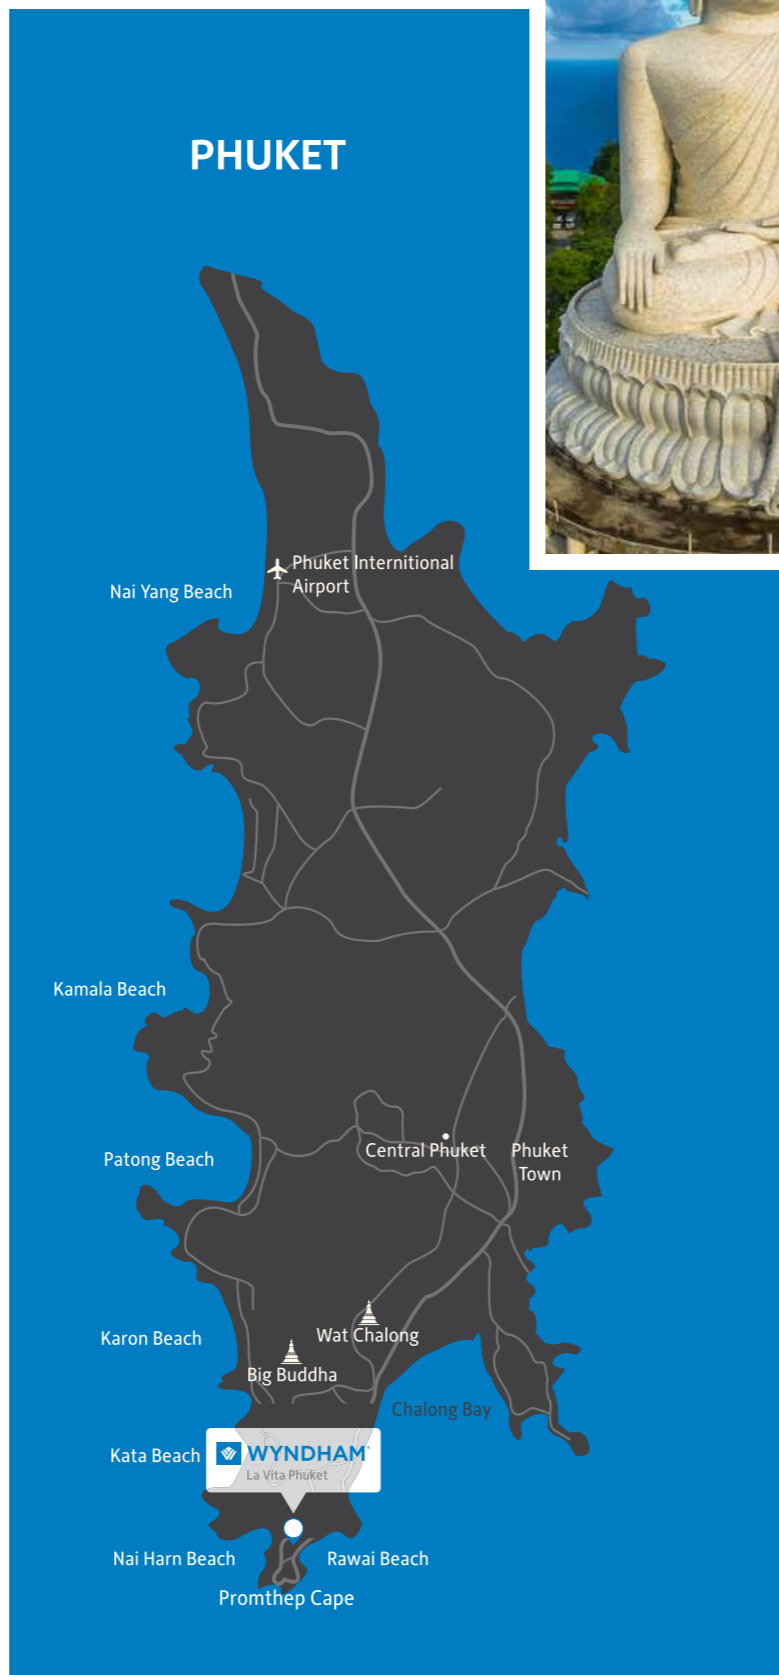 PHUKET
Phuket Internitional
Airport
Nai Yang Beach
Kamala Beach
Central Phuket
Phuket
Town
Patong Beach
Wat Chalong
Karon Beach
Big Buddha
Chalong Bay
Kata Beach
WYNDHAM
La Vita Phuket
Nai Harn Beach
Rawai Beach
Promthep Cape